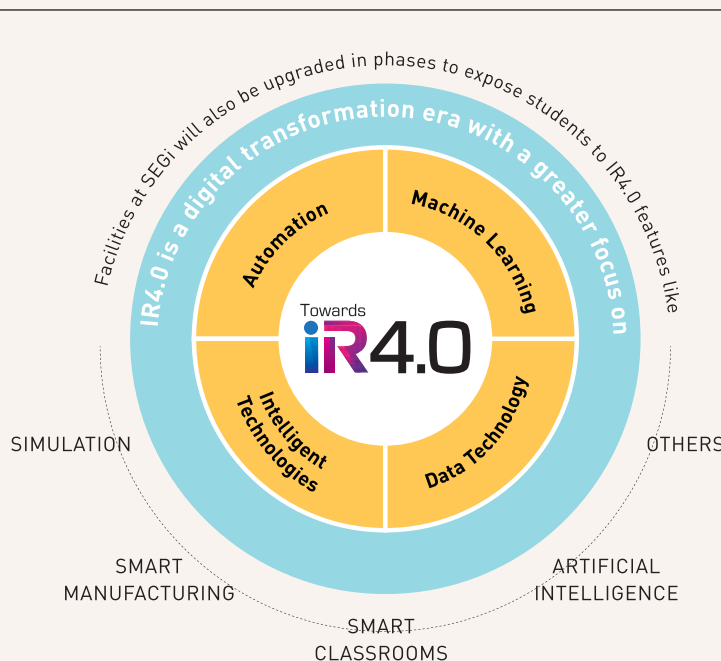 Facilities at SEGi will also be upgraded in phases to expose students to IR4.0 features like
IR4.0 is a digital transformation era with a greater focus on
Automation
Machine Learning
Towards
iR4.0
Intelligent
Technologies
Data Technology
SIMULATION
OTHERS
SMART
MANUFACTURING
ARTIFICIAL
INTELLIGENCE
SMART
CLASSROOMS